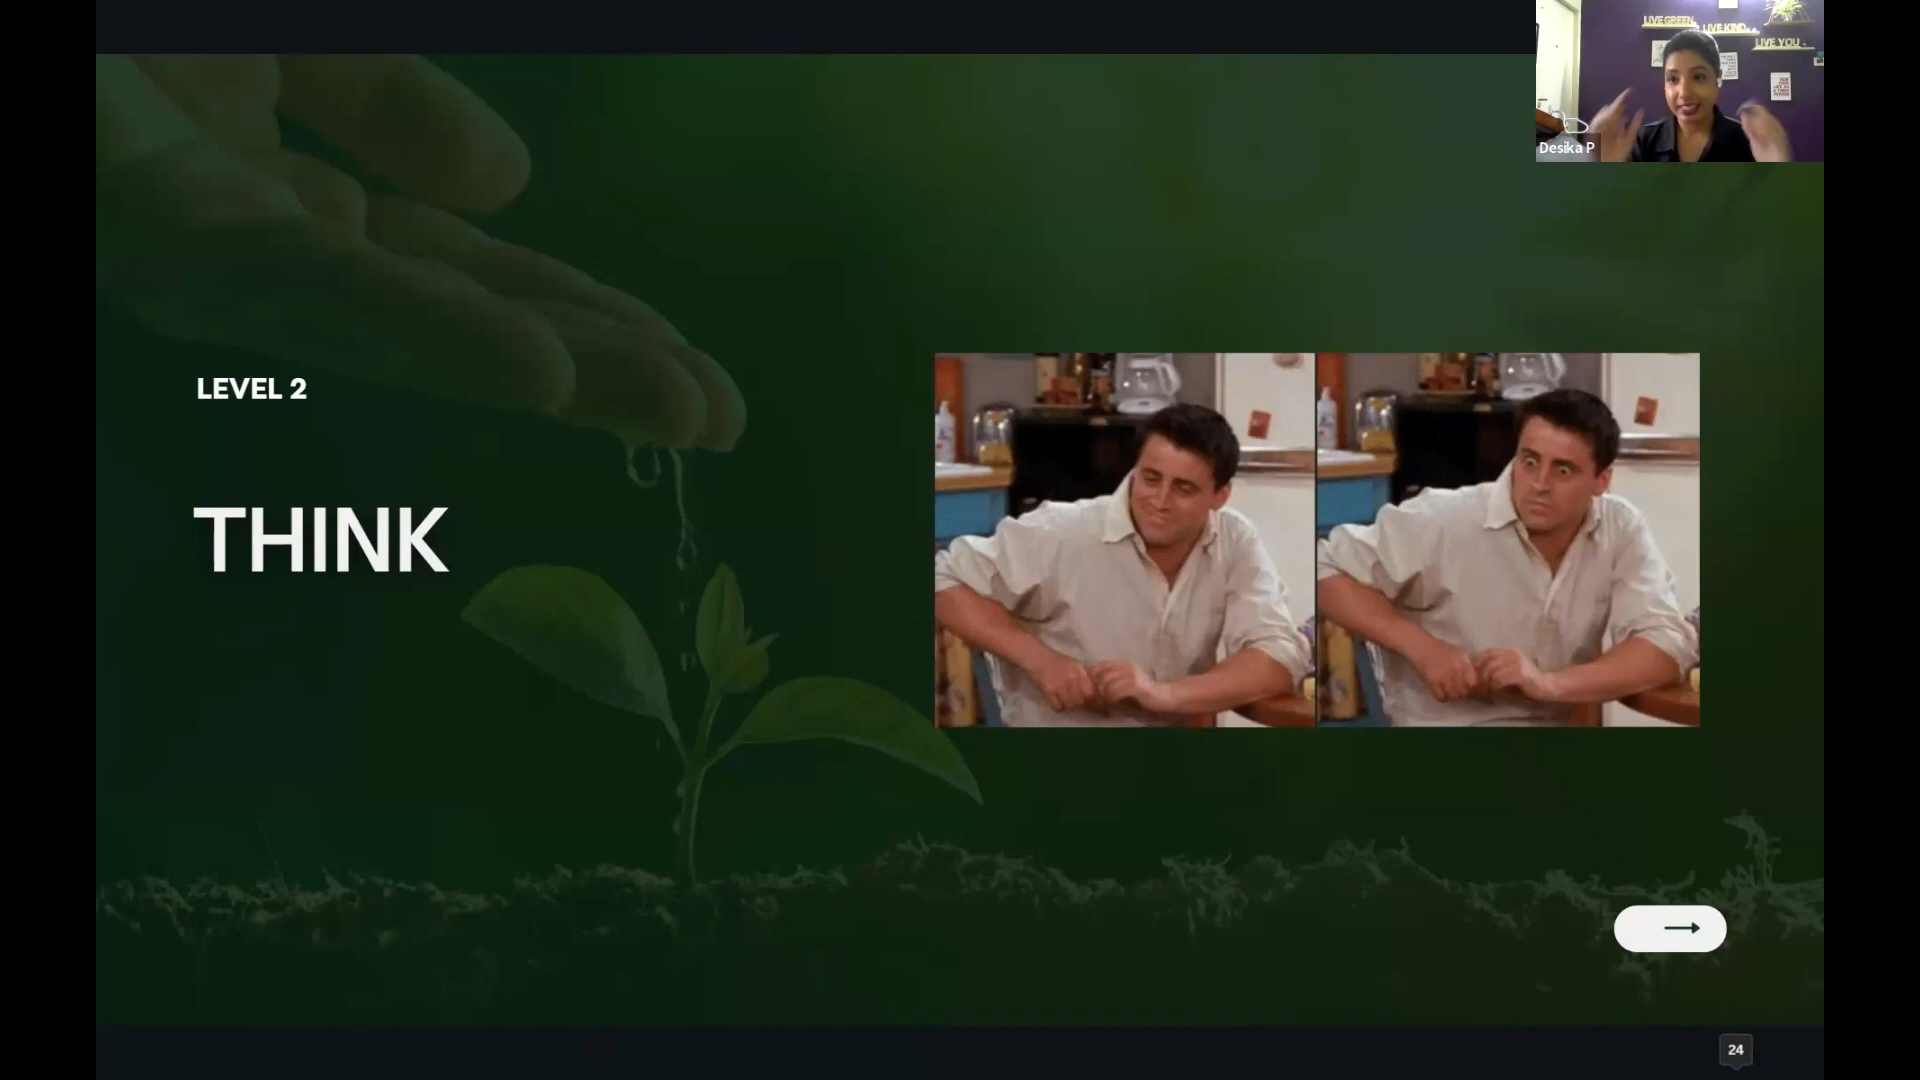 LIVE GREEN
LIVE KIND
LIVE YOU
Desika P
LEVEL 2
THINK
24